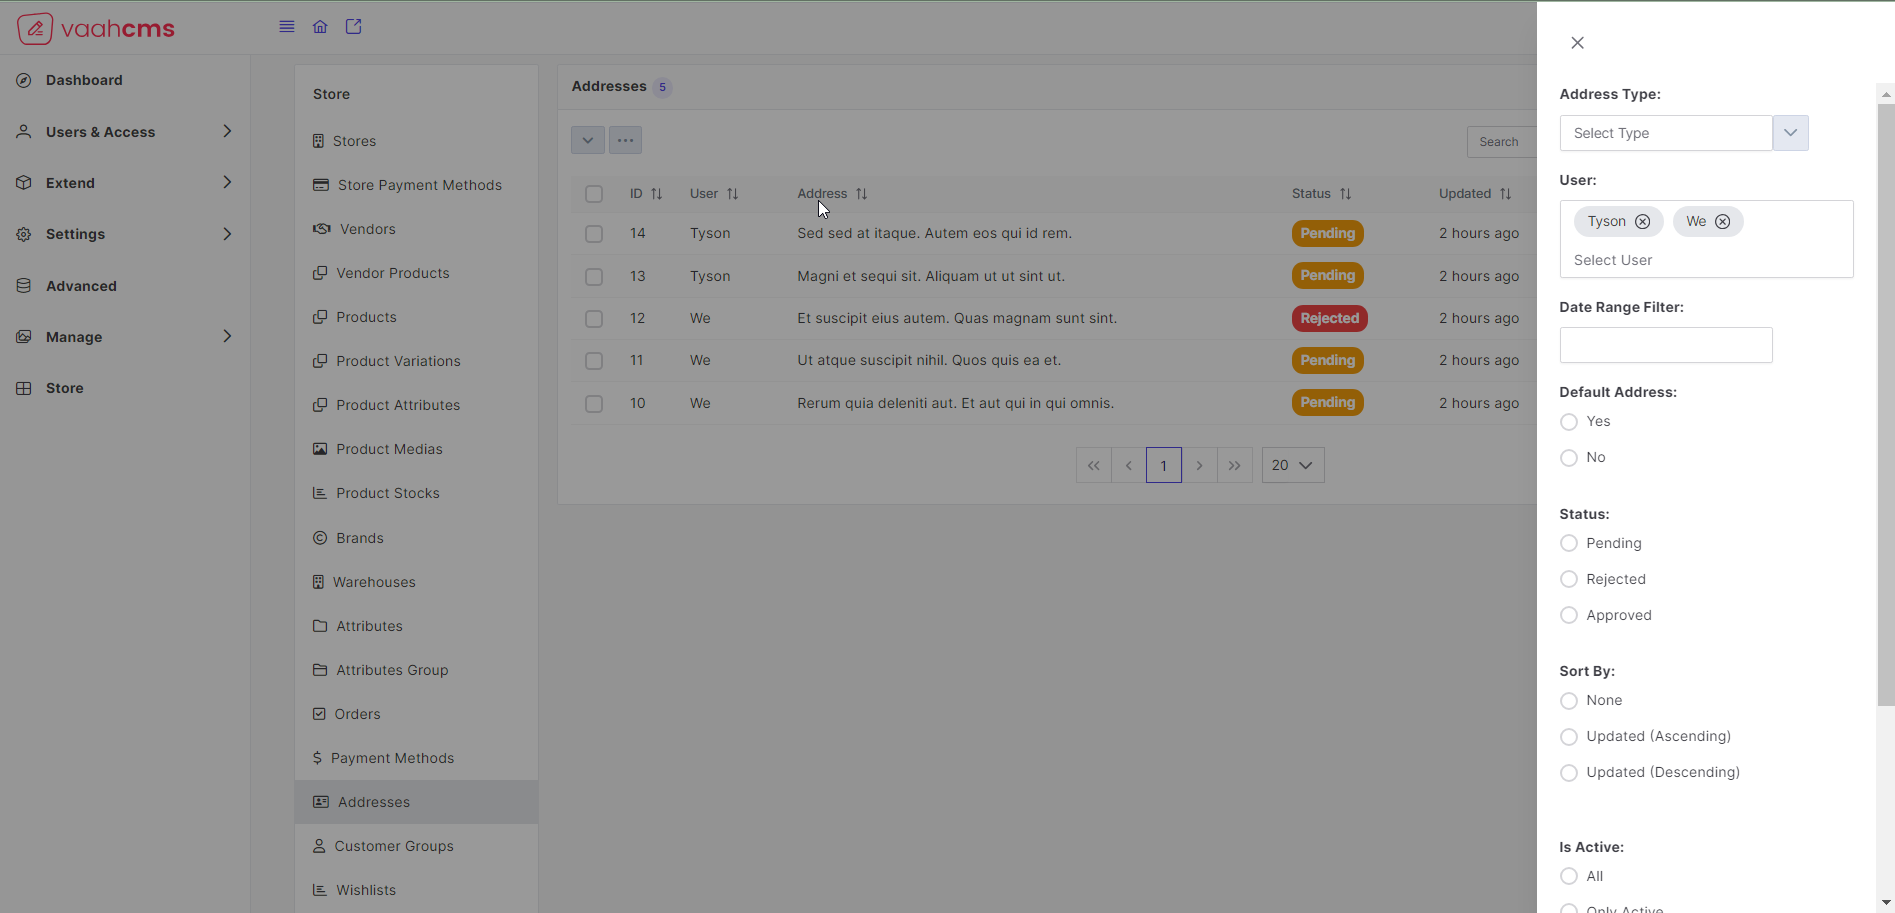 vaahcms
Dashboard
Users & Access
Extend
Settings
Advanced
Manage
Store
Store
Stores
Store Payment Methods
Vendors
Vendor Products
Products
Product Variations
Product Attributes
Product Medias
Product Stocks
Brands
Warehouses
Attributes
Attributes Group
Orders
$ Payment Methods
Addresses
Customer Groups
Wishlists
Addresses 5
Search
ID User Address Status Updated
14 Tyson Sed sed at itaque. Autem eos qui id rem. Pending 2 hours ago
13 Tyson Magni et sequi sit. Aliquam ut ut sint ut. Pending 2 hours ago
12 We Et suscipit eius autem. Quas magnam sunt sint. Rejected 2 hours ago
11 We Ut atque suscipit nihil. Quos quis ea et. Pending 2 hours ago
10 We Rerum quia deleniti aut. Et aut qui in qui omnis. Pending 2 hours ago
1 20
Address Type:
Select Type
User:
Tyson We
Select User
Date Range Filter:
Default Address:
Yes
No
Status:
Pending
Rejected
Approved
Sort By:
None
Updated (Ascending)
Updated (Descending)
Is Active:
All
Only Active